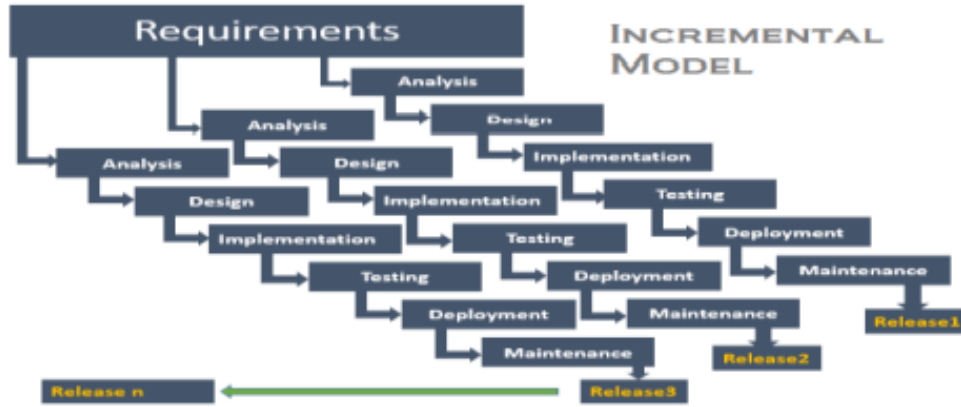 Requirements
INCREMENTAL
MODEL
Analysis
Design
Implementation
Testing
Deployment
Maintenance
Release1
Analysis
Design
Implementation
Testing
Deployment
Maintenance
Release2
Analysis
Design
Implementation
Testing
Deployment
Maintenance
Release3
Release n